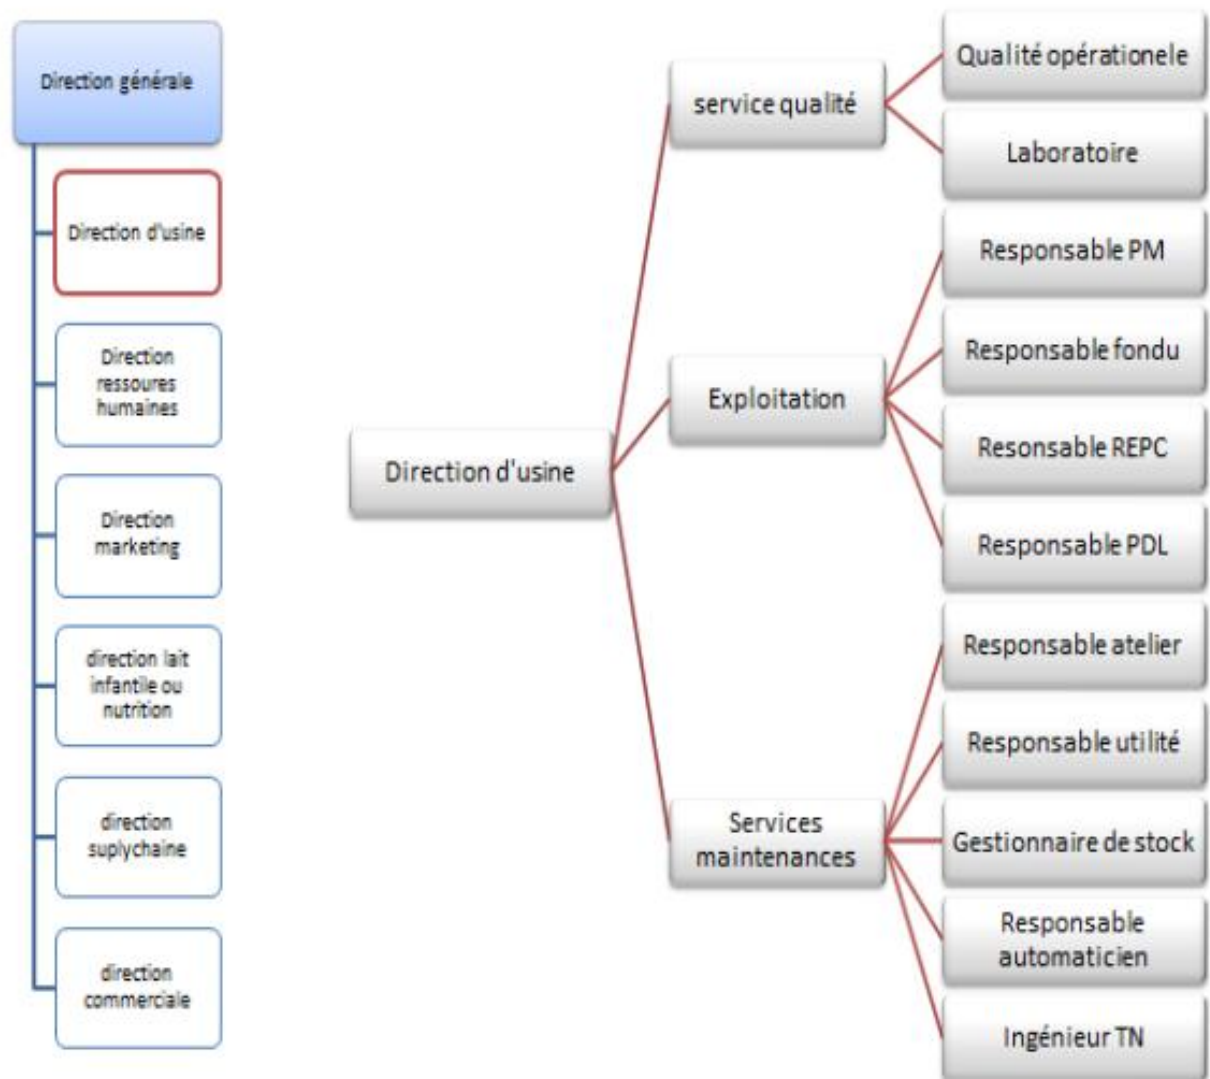 Direction générale
Direction d'usine
Direction
ressoures
humaines
Direction
marketing
direction lait
infantile ou
nutrition
direction
suplychaine
direction
commerciale
Direction d'usine
service qualité
Qualité opérationele
Laboratoire
Exploitation
Responsable PM
Responsable fondu
Resonsable REPC
Responsable PDL
Services
maintenances
Responsable atelier
Responsable utilité
Gestionnaire de stock
Responsable
automaticien
Ingénieur TN